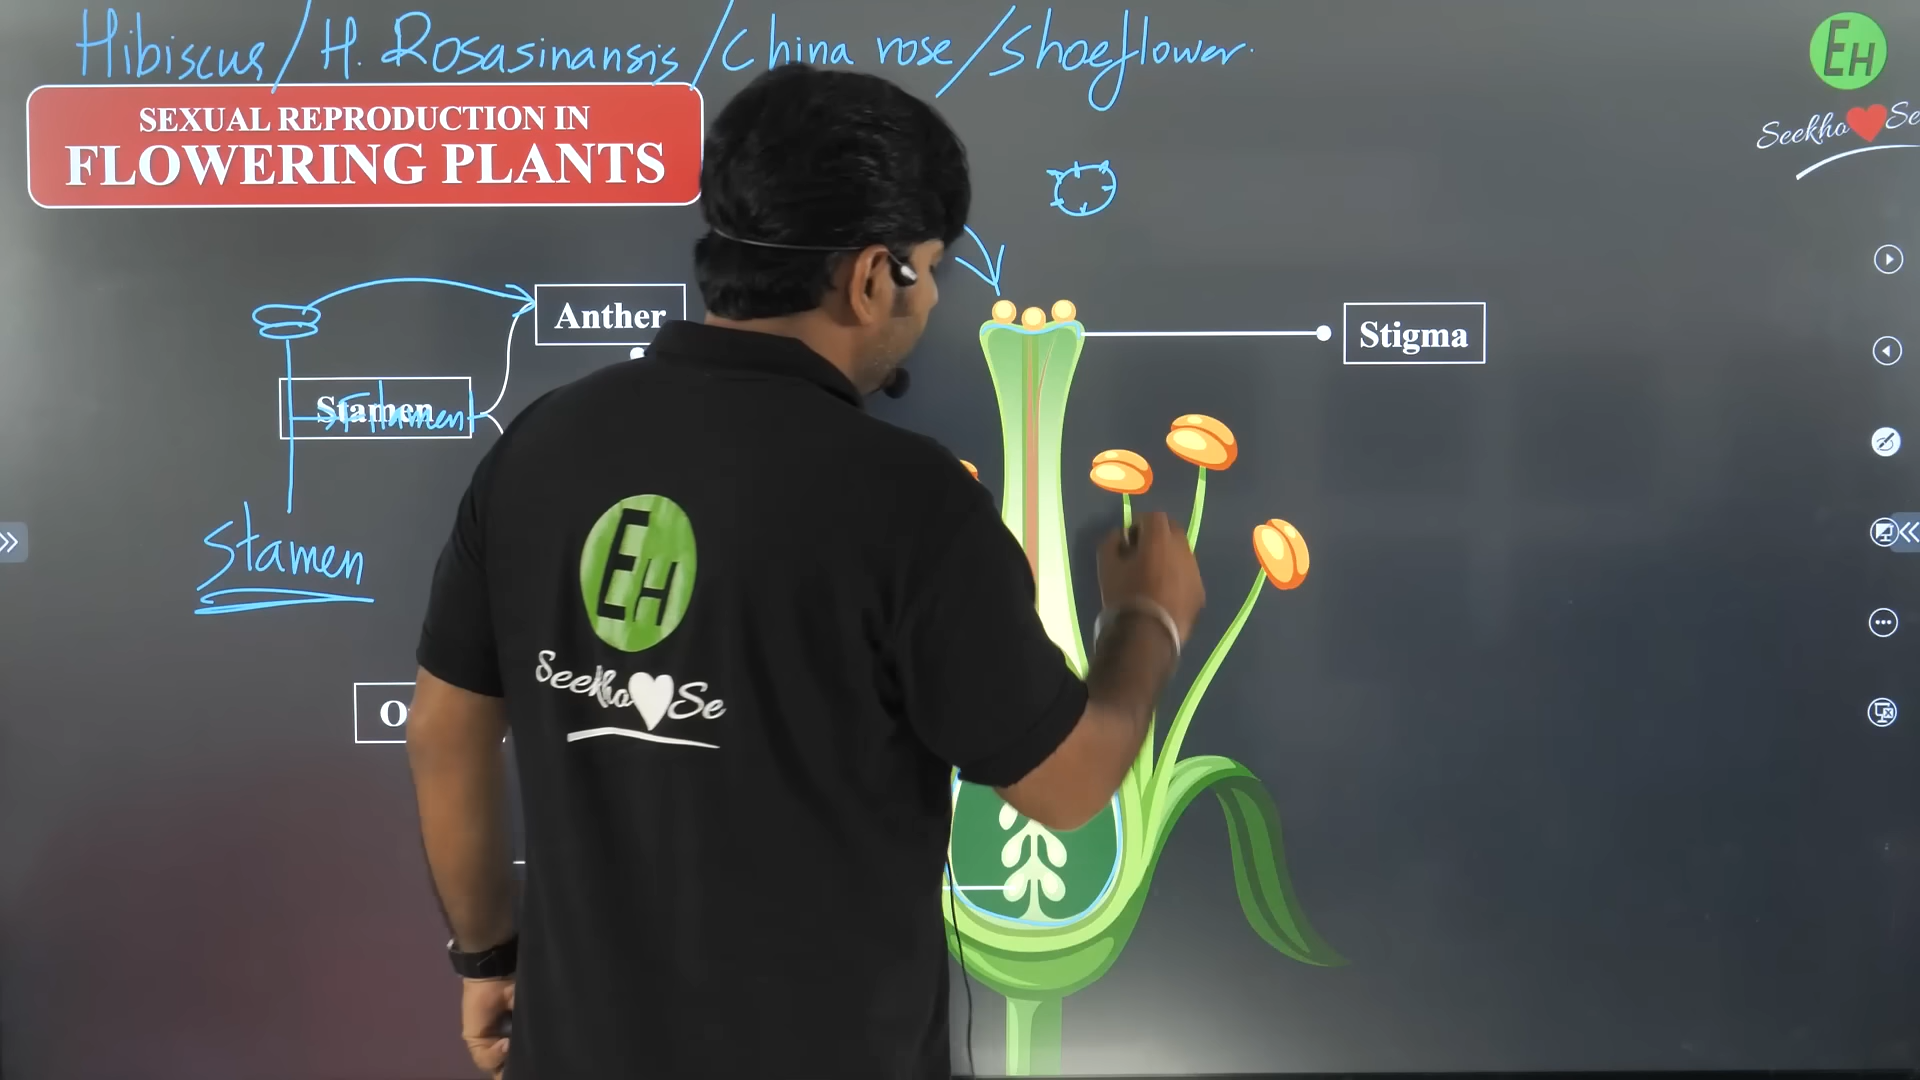 Hibiscus / H. Rosasinansis / China rose / Shoeflower.
EH
Seekho Se
SEXUAL REPRODUCTION IN
FLOWERING PLANTS
Anther
Stigma
Stamen
Filament
Stamen
EH
Seekho Se